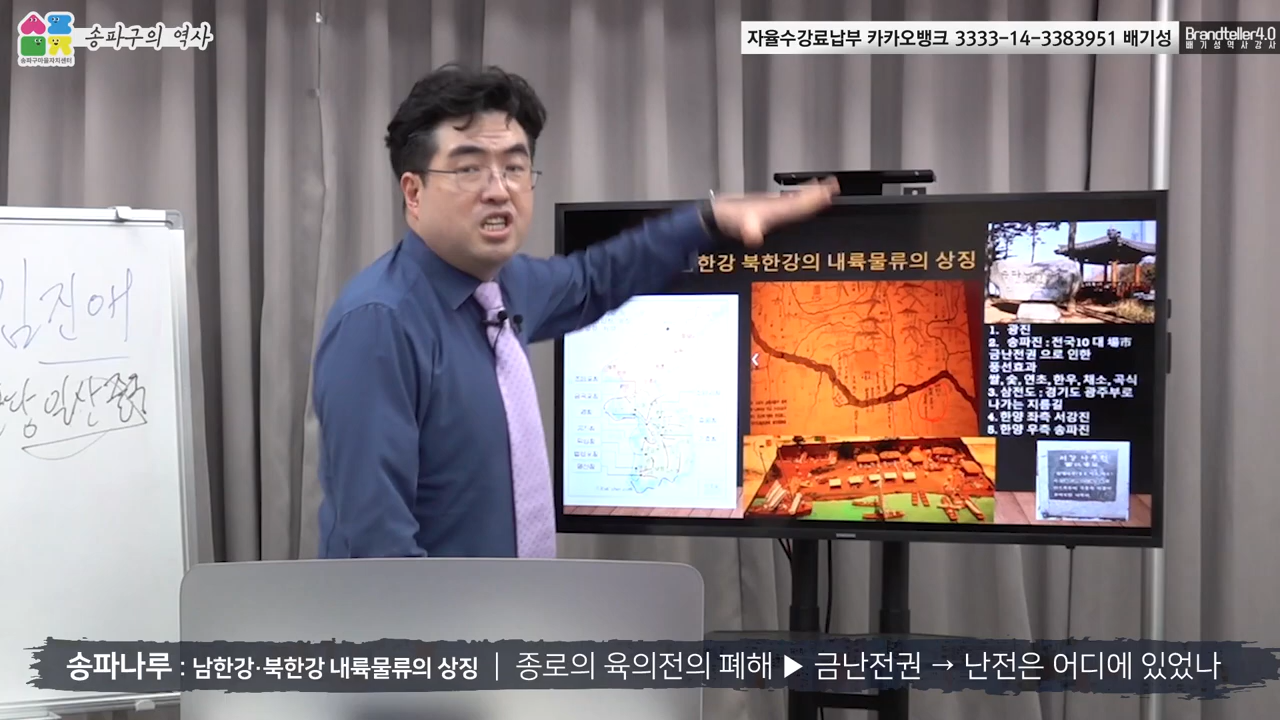 송파구의 역사
송파구마을자치센터
자율수강료납부 카카오뱅크 3333-14-3383951 배기성
Brandteller4.0
배기성역사강사
김진애
일산
한강 북한강의 내륙물류의 상징
1. 광진
2. 송파진 : 전국10 대 場市
금난전권 으로 인한
풍선효과
쌀, 숯, 연초, 한우, 채소, 곡식
3. 삼전도 : 경기도 광주부로
나가는 지름길
4. 한양 좌측 서강진
5. 한양 우측 송파진
SAMSUNG
송파나루 : 남한강·북한강 내륙물류의 상징 | 종로의 육의전의 폐해 ▶ 금난전권 → 난전은 어디에 있었나